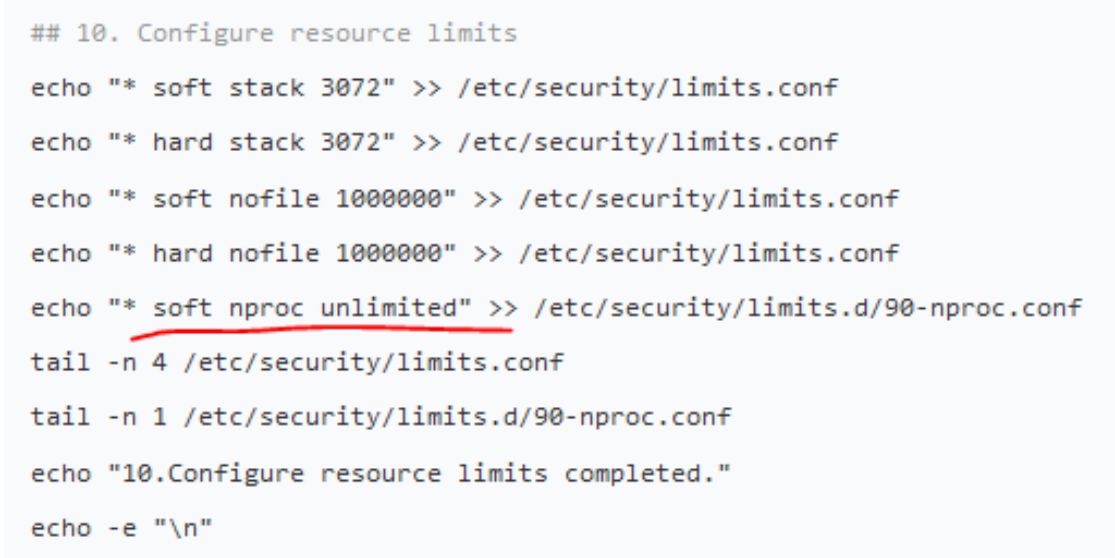 ## 10. Configure resource limits
echo "* soft stack 3072" >> /etc/security/limits.conf
echo "* hard stack 3072" >> /etc/security/limits.conf
echo "* soft nofile 1000000" >> /etc/security/limits.conf
echo "* hard nofile 1000000" >> /etc/security/limits.conf
echo "* soft nproc unlimited" >> /etc/security/limits.d/90-nproc.conf
tail -n 4 /etc/security/limits.conf
tail -n 1 /etc/security/limits.d/90-nproc.conf
echo "10.Configure resource limits completed."
echo -e "\n"